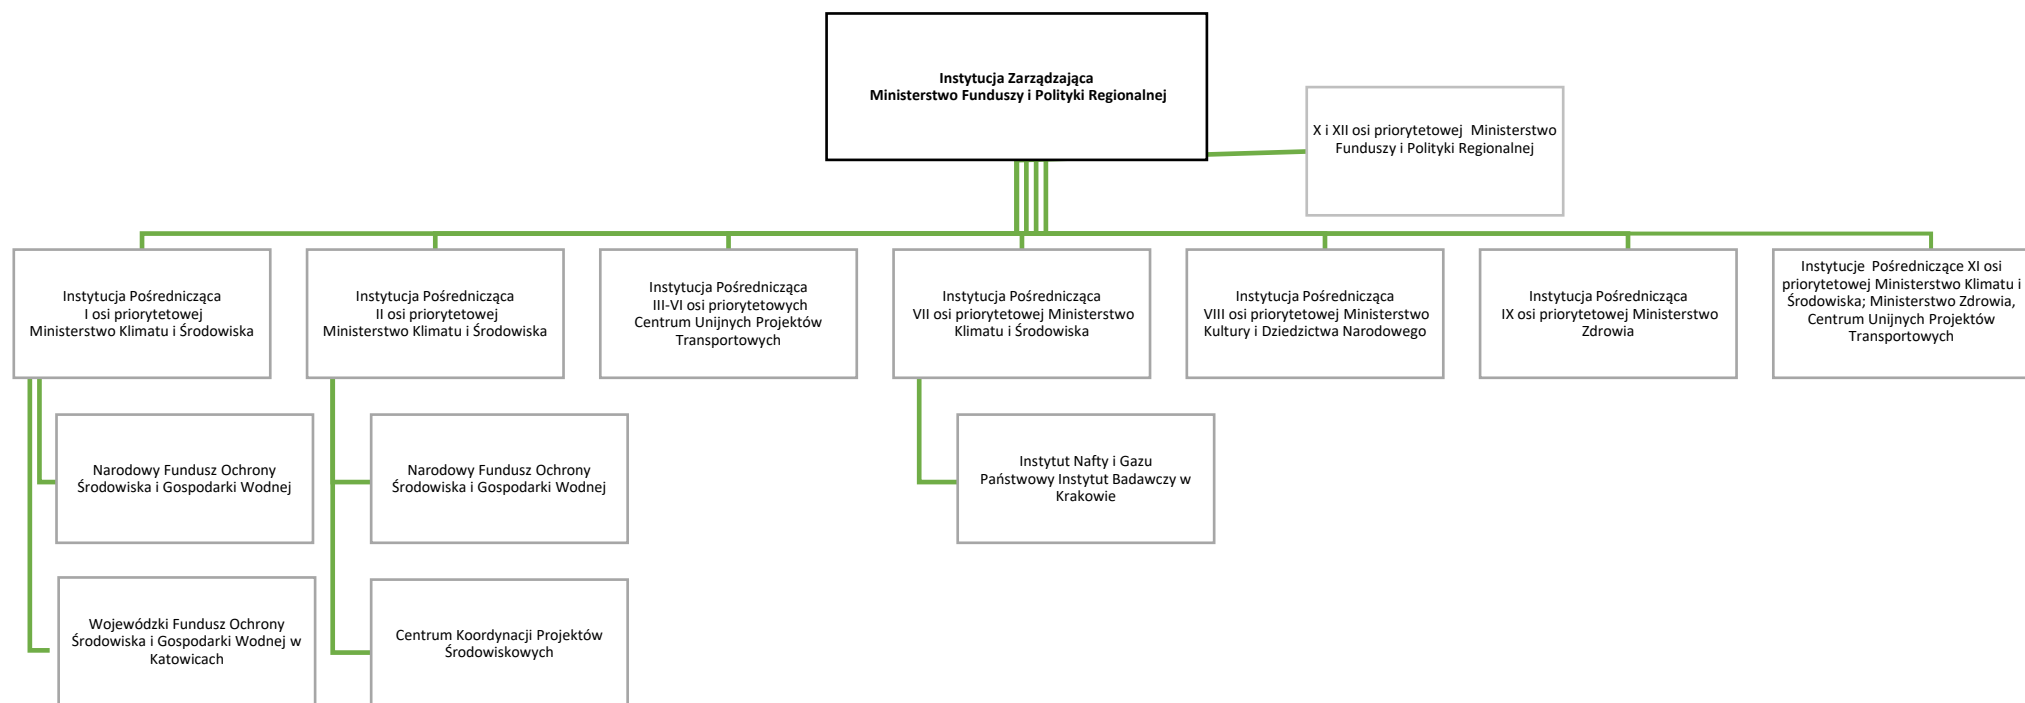 Instytucja Zarządzająca
Ministerstwo Funduszy i Polityki Regionalnej
X i XII osi priorytetowej  Ministerstwo
Funduszy i Polityki Regionalnej
Instytucja Pośrednicząca
I osi priorytetowej
Ministerstwo Klimatu i Środowiska
Instytucja Pośrednicząca
II osi priorytetowej
Ministerstwo Klimatu i Środowiska
Instytucja Pośrednicząca
III-VI osi priorytetowych
Centrum Unijnych Projektów
Transportowych
Instytucja Pośrednicząca
VII osi priorytetowej Ministerstwo
Klimatu i Środowiska
Instytucja Pośrednicząca
VIII osi priorytetowej Ministerstwo
Kultury i Dziedzictwa Narodowego
Instytucja Pośrednicząca
IX osi priorytetowej Ministerstwo
Zdrowia
Instytucje  Pośredniczące XI osi
priorytetowej Ministerstwo Klimatu i
Środowiska; Ministerstwo Zdrowia,
Centrum Unijnych Projektów
Transportowych
Narodowy Fundusz Ochrony
Środowiska i Gospodarki Wodnej
Narodowy Fundusz Ochrony
Środowiska i Gospodarki Wodnej
Instytut Nafty i Gazu
Państwowy Instytut Badawczy w
Krakowie
Wojewódzki Fundusz Ochrony
Środowiska i Gospodarki Wodnej w
Katowicach
Centrum Koordynacji Projektów
Środowiskowych